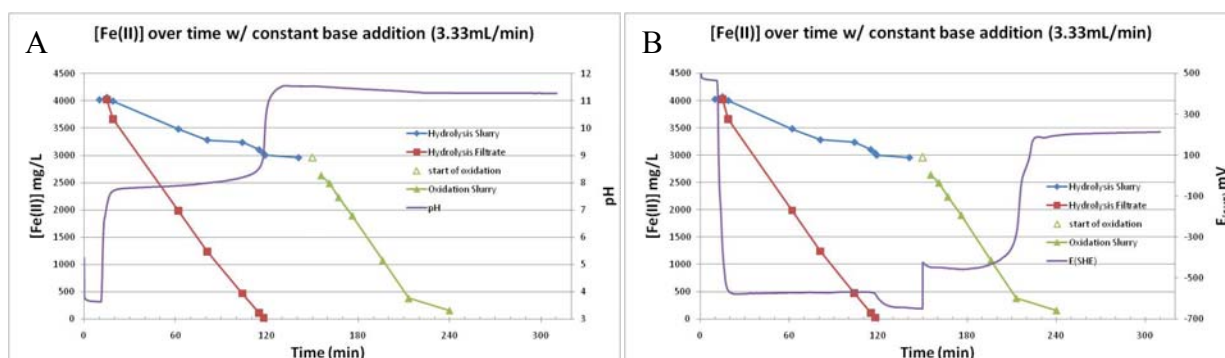 A
[Fe(II)] over time w/ constant base addition (3.33mL/min)
[Fe(II)] mg/L
4500
4000
3500
3000
2500
2000
1500
1000
500
0
0
60
120
180
240
300
Time (min)
12
11
10
9
8
7
6
5
4
3
pH
Hydrolysis Slurry
Hydrolysis Filtrate
start of oxidation
Oxidation Slurry
pH
B
[Fe(II)] over time w/ constant base addition (3.33mL/min)
[Fe(II)] mg/L
4500
4000
3500
3000
2500
2000
1500
1000
500
0
0
60
120
180
240
300
Time (min)
500
300
100
-100
-300
-500
-700
mV
Hydrolysis Slurry
Hydrolysis Filtrate
start of oxidation
Oxidation Slurry
E(SHE)